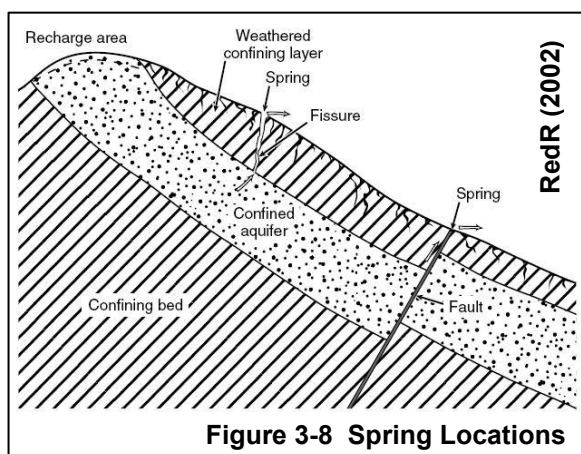 Recharge area
Weathered
confining layer
Spring
Fissure
RedR (2002)
Spring
Confined
aquifer
Fault
Confining bed
Figure 3-8 Spring Locations